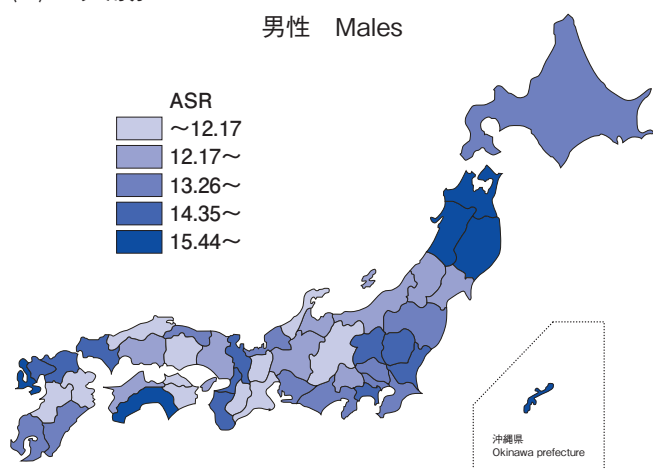 男性 Males
ASR
～12.17
12.17～
13.26～
14.35～
15.44～
沖縄県
Okinawa prefecture